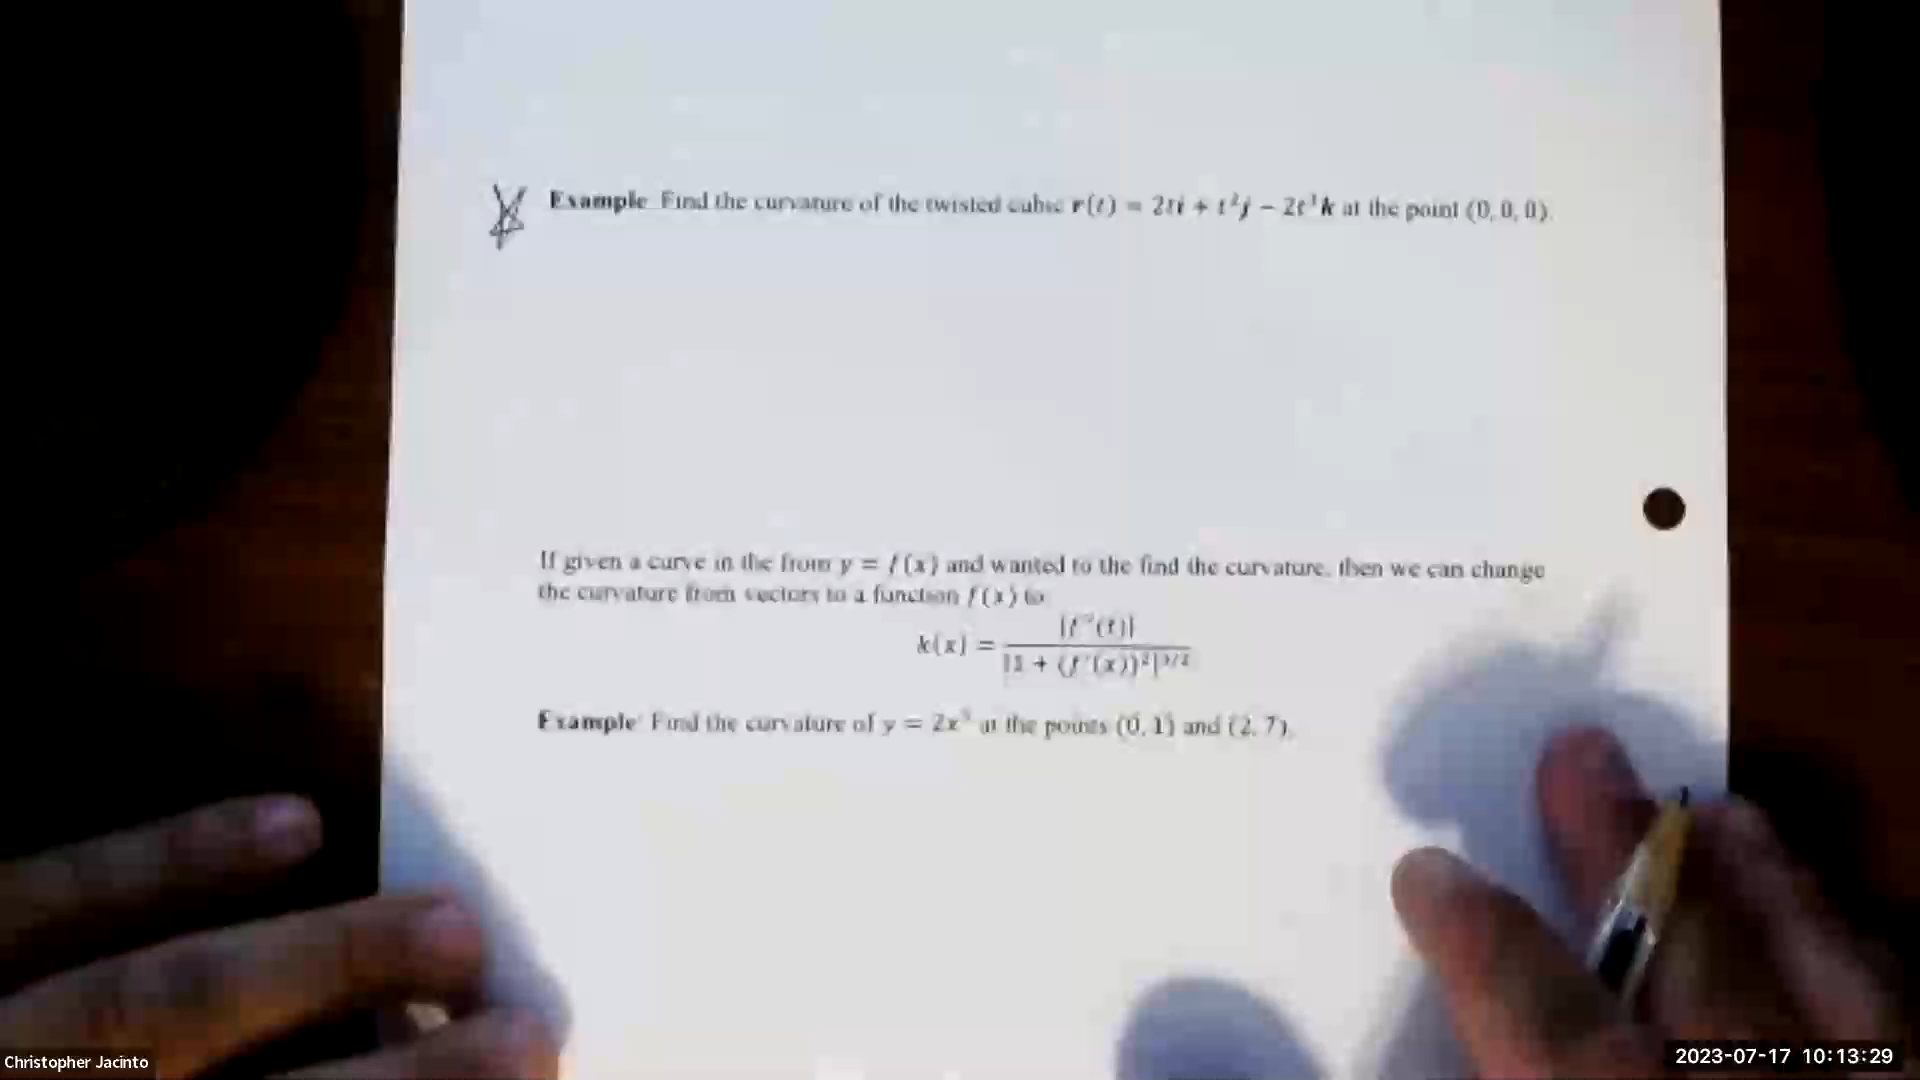 Example Find the curvature of the twisted cubic r(t) = 2ti + t²j − 2t³k at the point (0, 0, 0).
If given a curve in the from y = f(x) and wanted to the find the curvature, then we can change
the curvature from vectors to a function f(x) to
k(x) = |f''(t)| / |1 + (f'(x))²|³/²
Example Find the curvature of y = at the points (0, 1) and (2, 7).
Christopher Jacinto
2023-07-17 10:13:29